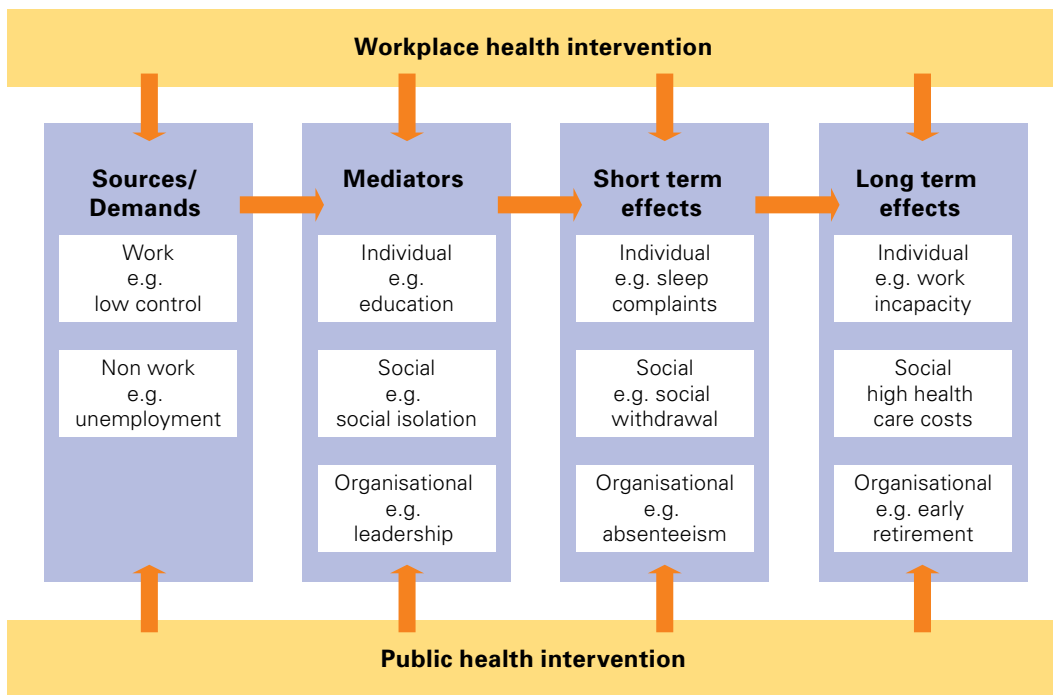 Workplace health intervention
Sources/
Demands
Work
e.g.
low control
Non work
e.g.
unemployment
Mediators
Individual
e.g.
education
Social
e.g.
social isolation
Organisational
e.g.
leadership
Short term
effects
Individual
e.g. sleep
complaints
Social
e.g. social
withdrawal
Organisational
e.g.
absenteeism
Long term
effects
Individual
e.g. work
incapacity
Social
high health
care costs
Organisational
e.g. early
retirement
Public health intervention